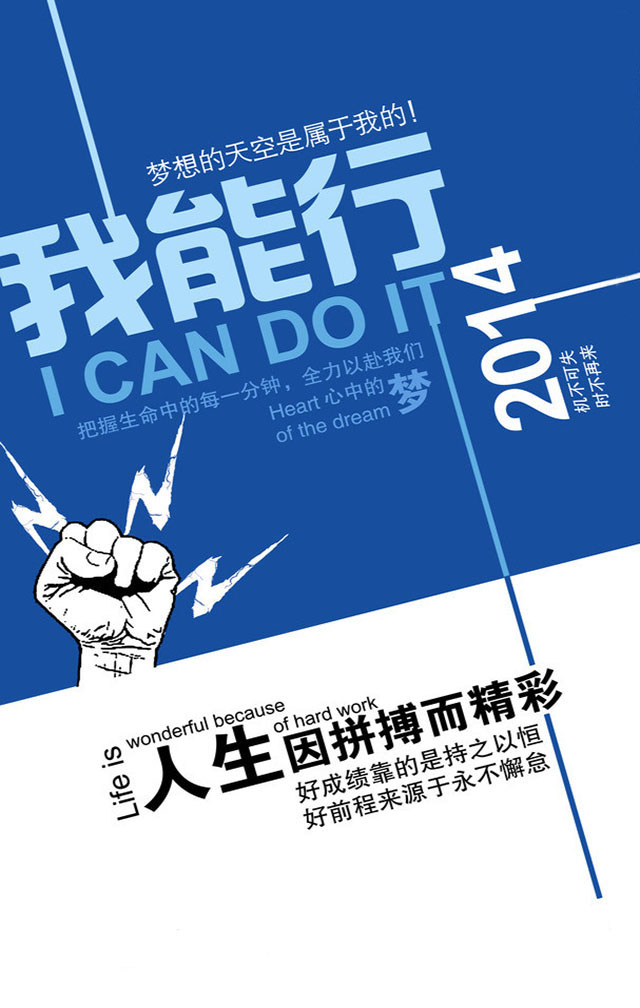 梦想的天空是属于我的！
我能行
I CAN DO IT
把握生命中的每一分钟，全力以赴我们
Heart 心中的
梦
of the dream
2014
机不可失
时不再来
Life is
wonderful because
of hard work
人生因拼搏而精彩
好成绩靠的是持之以恒
好前程来源于永不懈怠